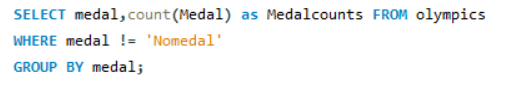 SELECT medal,count(Medal) as Medalcounts FROM olympics
WHERE medal != 'Nomedal'
GROUP BY medal;